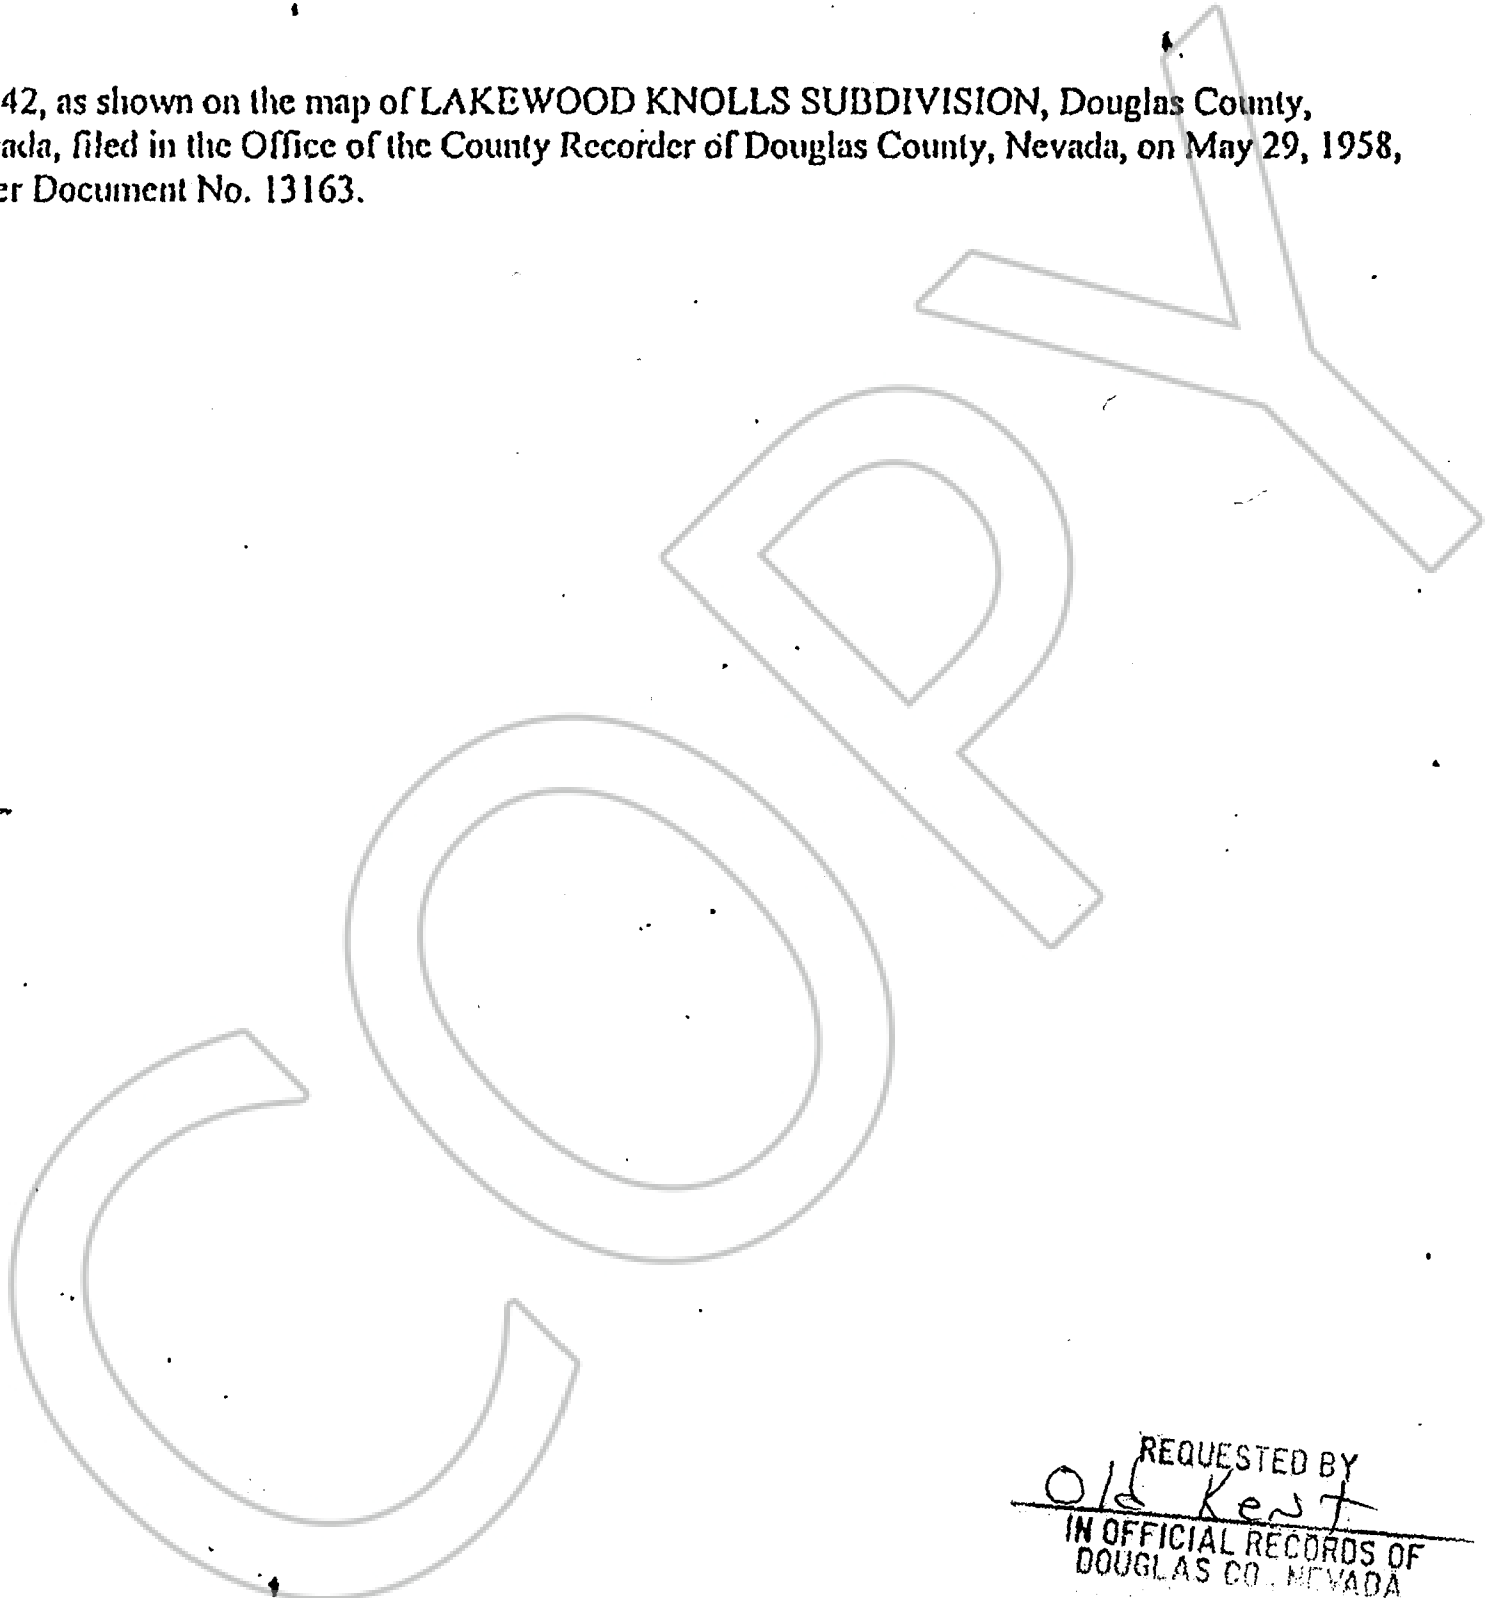 42, as shown on the map of LAKEWOOD KNOLLS SUBDIVISION, Douglas County,
ada, filed in the Office of the County Recorder of Douglas County, Nevada, on May 29, 1958,
er Document No. 13163.
COPY
REQUESTED BY
Old Kent
IN OFFICIAL RECORDS OF
DOUGLAS CO. NEVADA